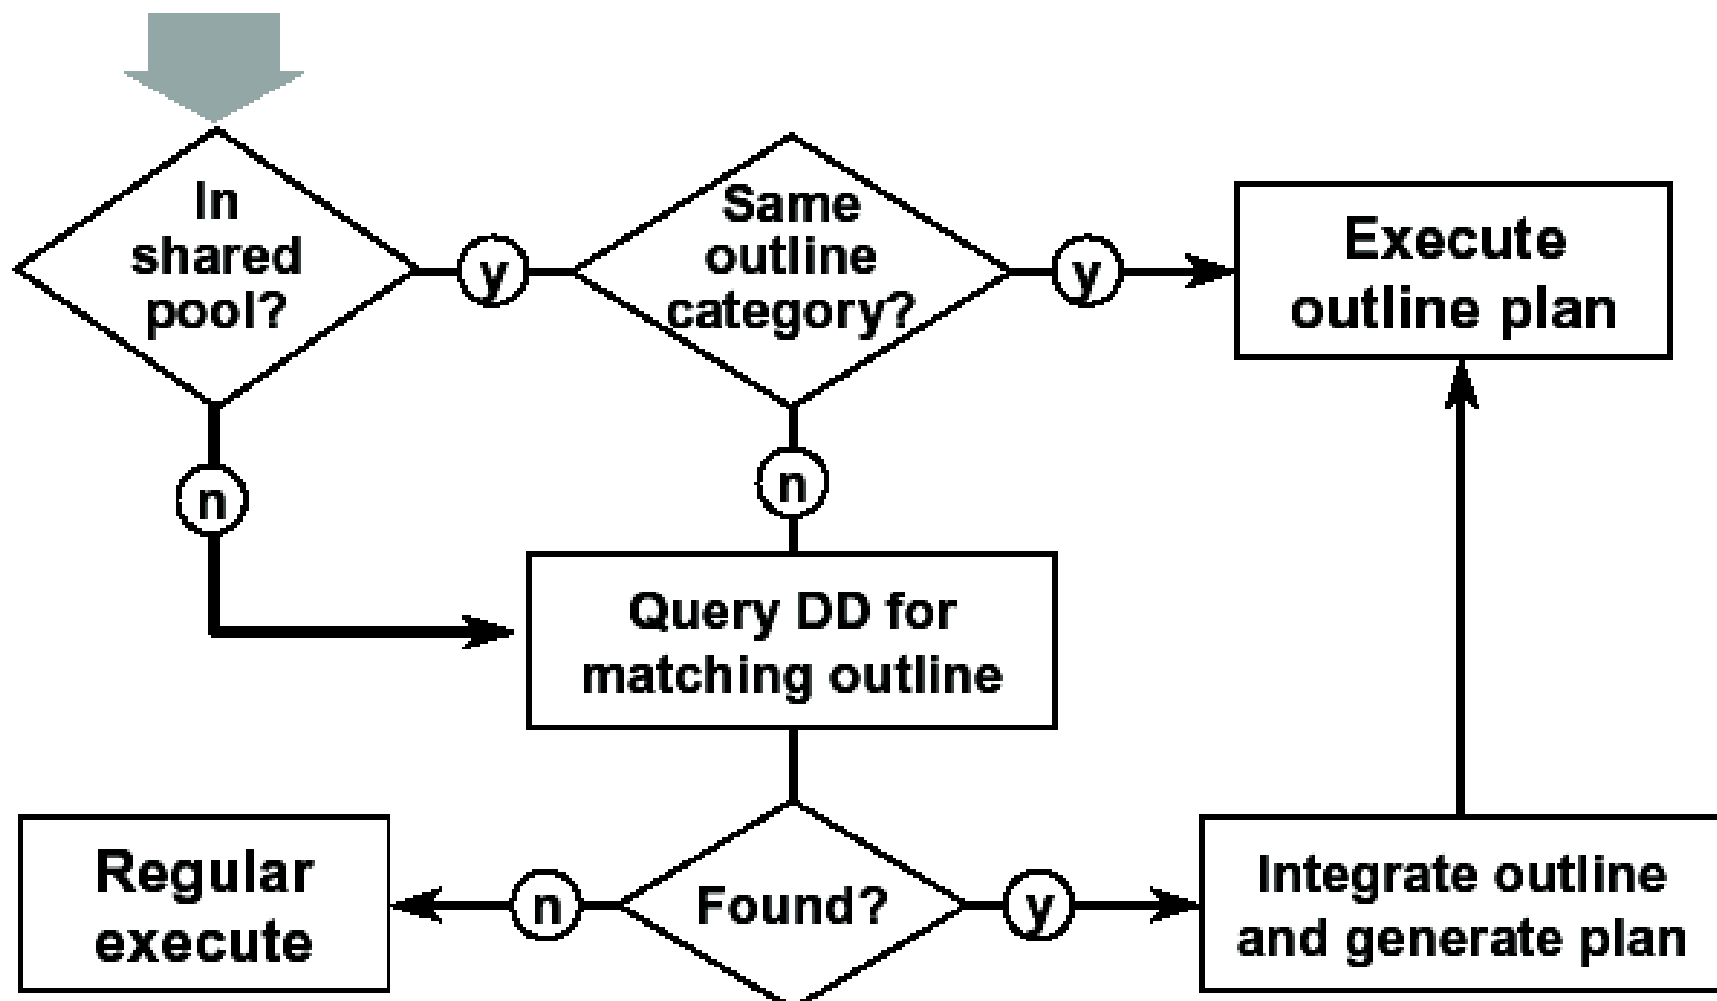 In
shared
pool?
y
Same
outline
category?
y
Execute
outline plan
n
n
Query DD for
matching outline
Regular
execute
n
Found?
y
Integrate outline
and generate plan